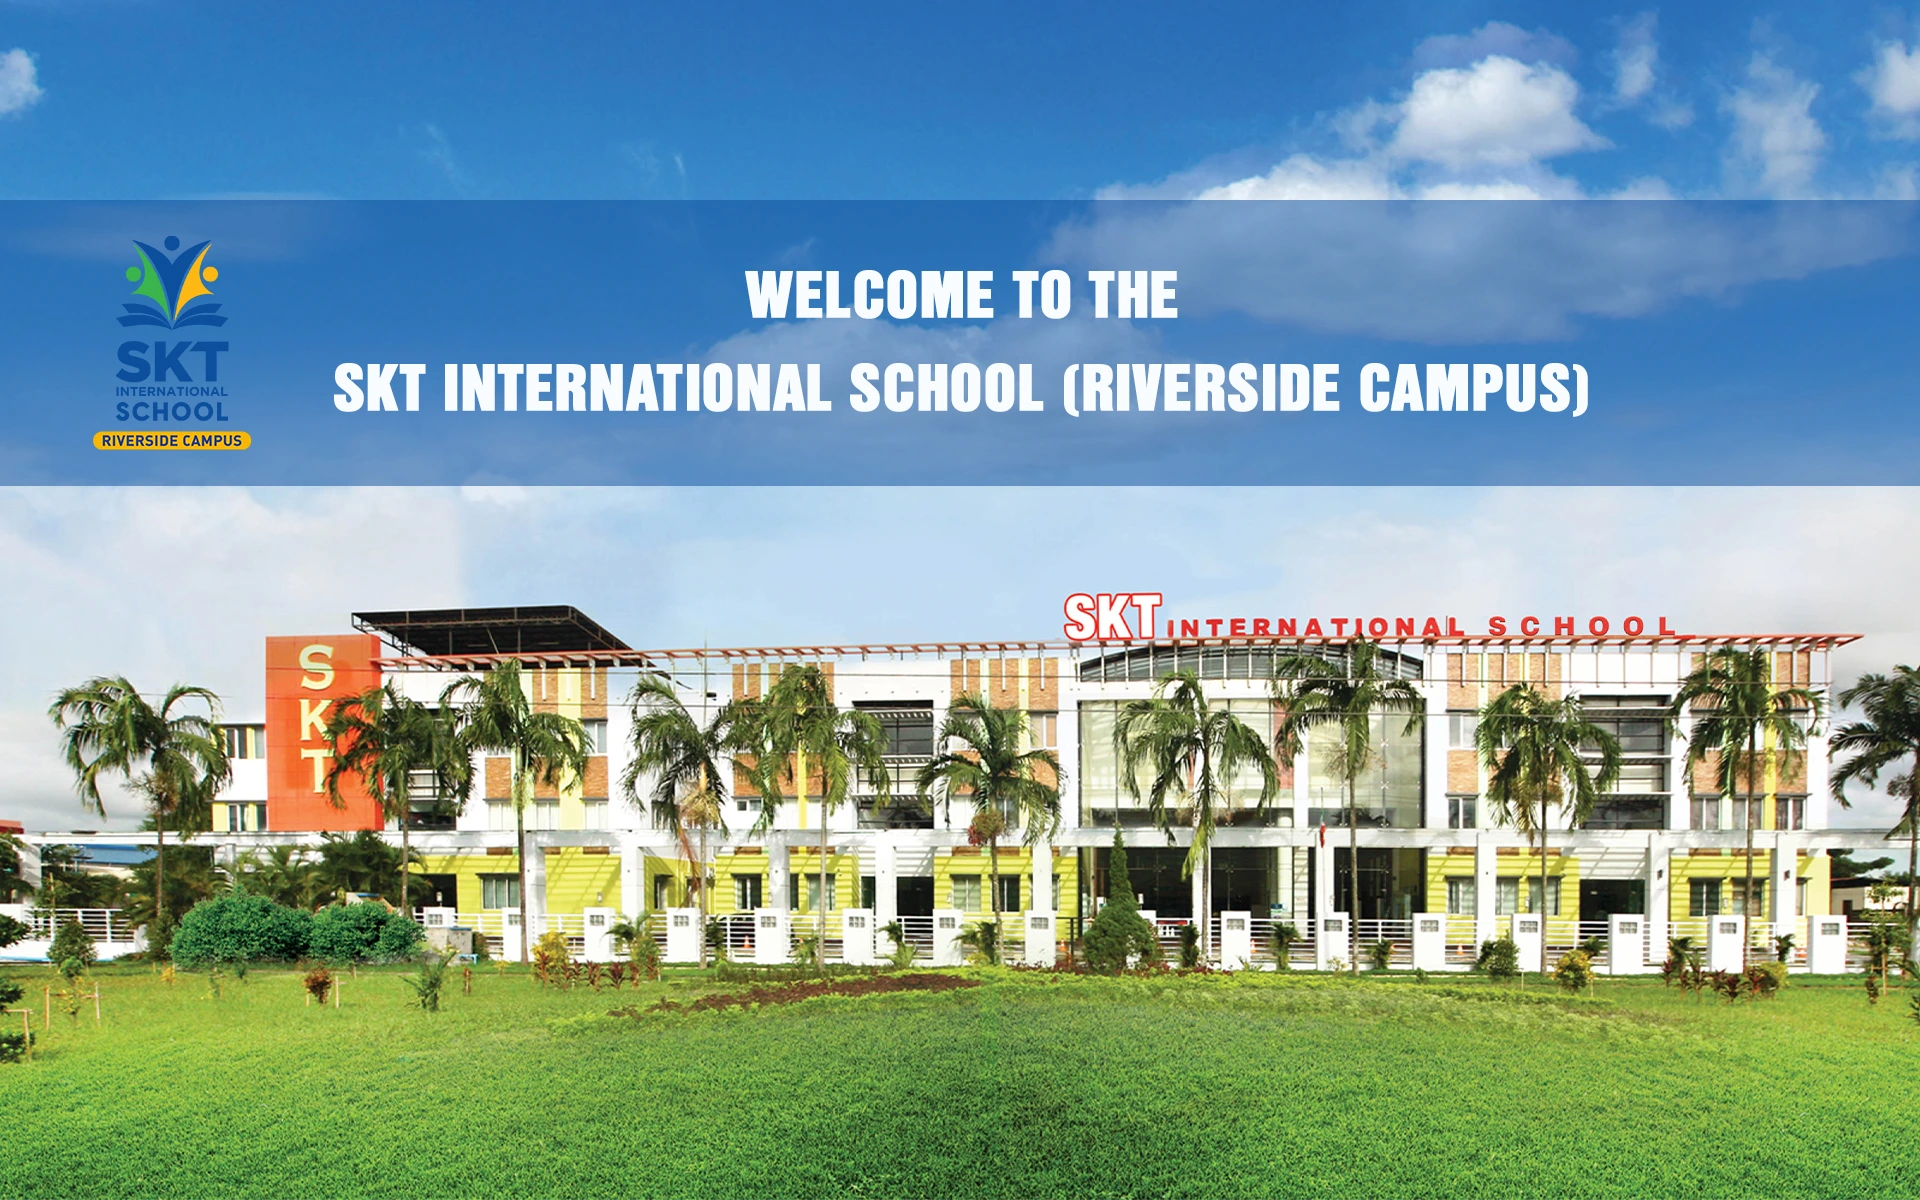 WELCOME TO THE
SKT INTERNATIONAL SCHOOL (RIVERSIDE CAMPUS)
SKT
INTERNATIONAL
SCHOOL
RIVERSIDE CAMPUS
SKT INTERNATIONAL SCHOOL
SKT